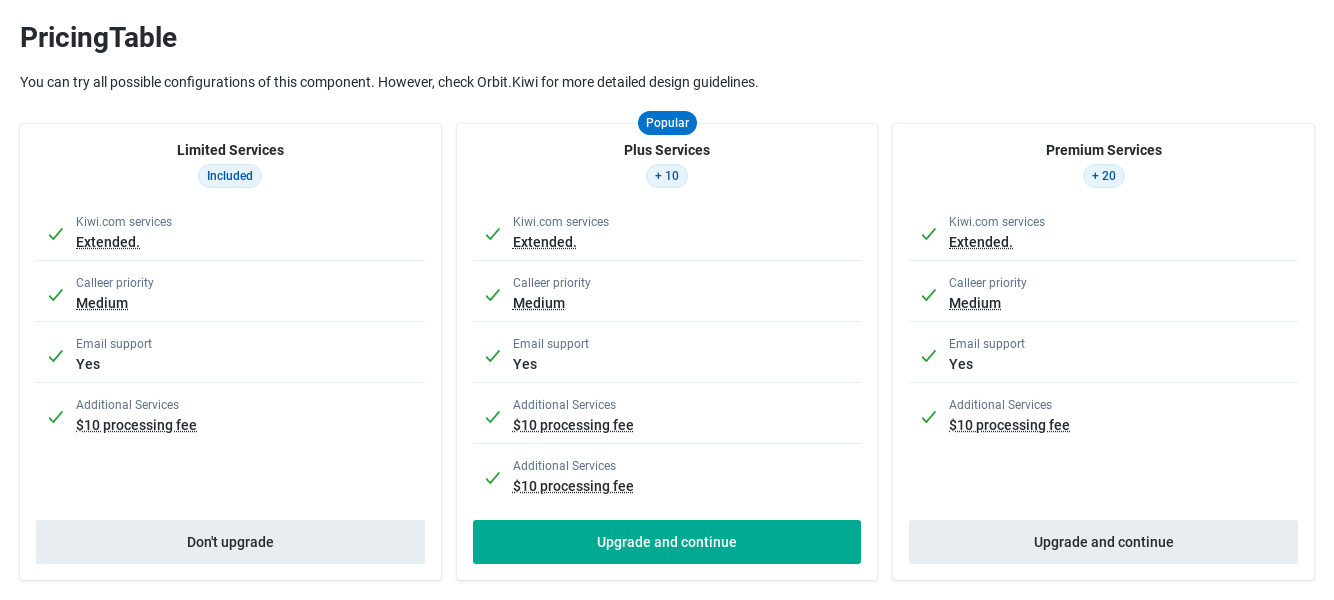 PricingTable
You can try all possible configurations of this component. However, check Orbit.Kiwi for more detailed design guidelines.
Limited Services
Included
Kiwi.com services
Extended.
Calleer priority
Medium
Email support
Yes
Additional Services
$10 processing fee
Don't upgrade
Popular
Plus Services
+ 10
Kiwi.com services
Extended.
Calleer priority
Medium
Email support
Yes
Additional Services
$10 processing fee
Additional Services
$10 processing fee
Upgrade and continue
Premium Services
+ 20
Kiwi.com services
Extended.
Calleer priority
Medium
Email support
Yes
Additional Services
$10 processing fee
Upgrade and continue